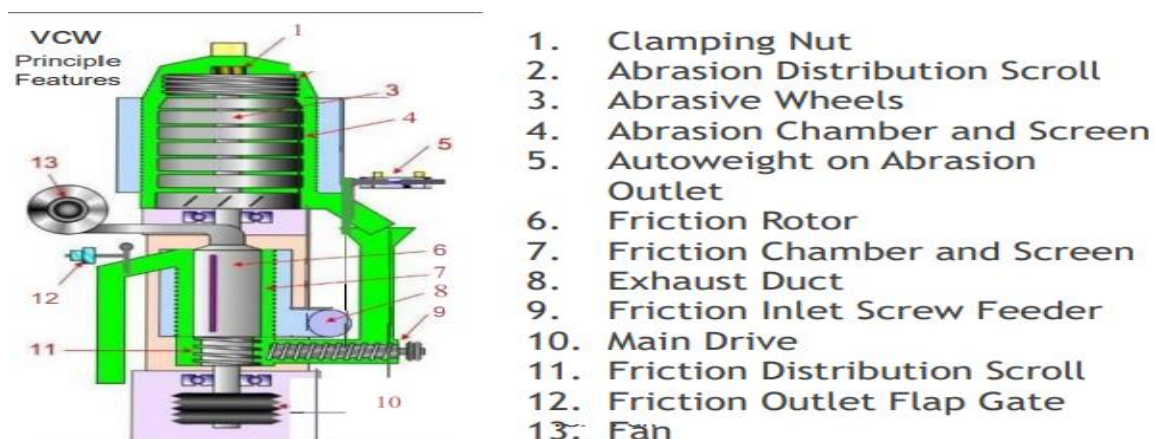 VCW
Principle
Features
1
3
4
5
13
6
7
8
9
12
11
10
1. Clamping Nut
2. Abrasion Distribution Scroll
3. Abrasive Wheels
4. Abrasion Chamber and Screen
5. Autoweight on Abrasion
Outlet
6. Friction Rotor
7. Friction Chamber and Screen
8. Exhaust Duct
9. Friction Inlet Screw Feeder
10. Main Drive
11. Friction Distribution Scroll
12. Friction Outlet Flap Gate
13. Fan